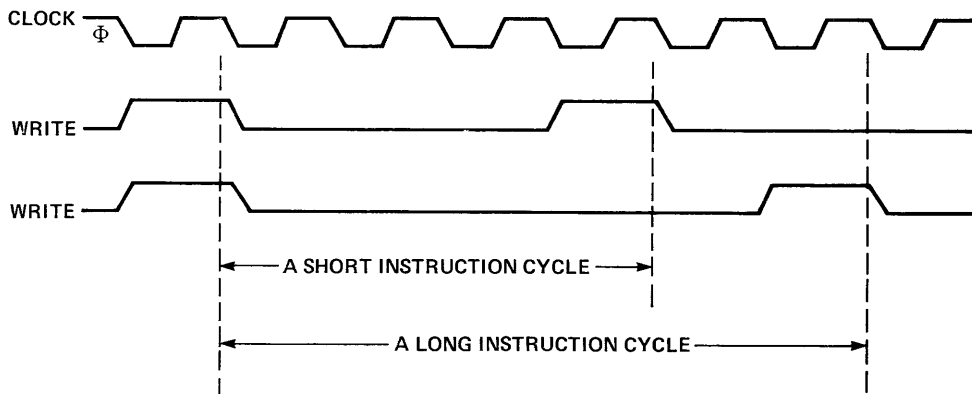 CLOCK
Φ
WRITE
WRITE
A SHORT INSTRUCTION CYCLE
A LONG INSTRUCTION CYCLE